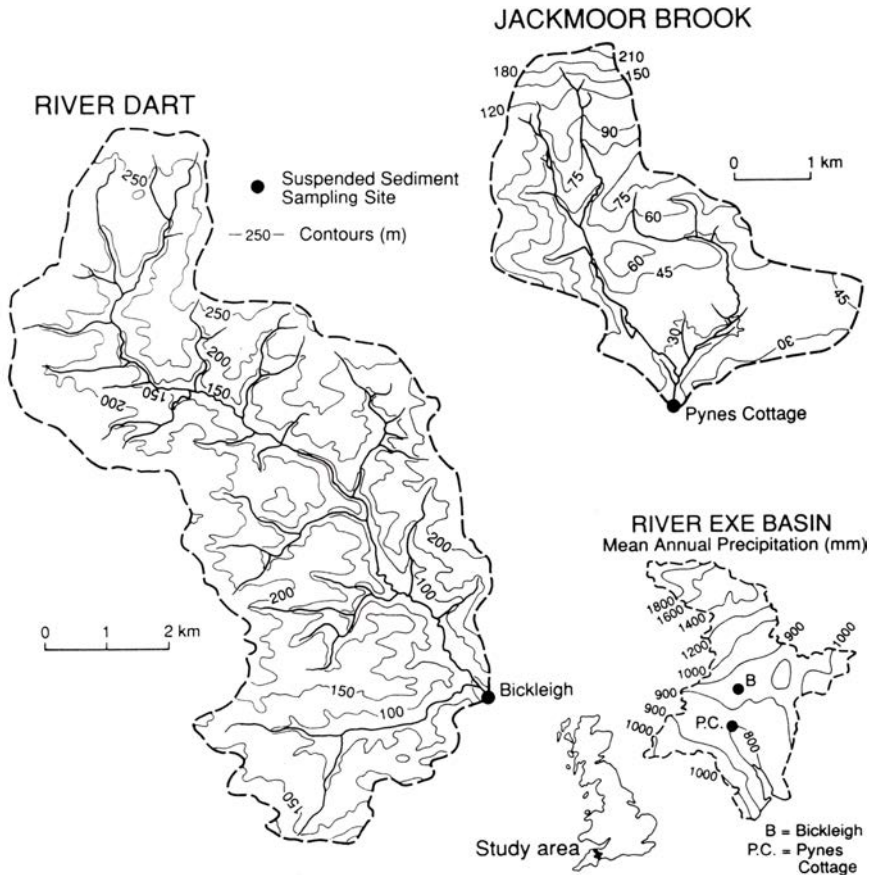 JACKMOOR BROOK
210
180
150
120
90
75
75
60
60
45
45
30
30
0 1 km
Pynes Cottage
RIVER DART
Suspended Sediment
Sampling Site
—250— Contours (m)
250
250
200
150
150
200
200
100
200
150
100
150
0 1 2 km
Bickleigh
RIVER EXE BASIN
Mean Annual Precipitation (mm)
1800
1600
1400
1200
1000
900
1000
900
900
1000
800
1000
B
P.C.
B = Bickleigh
P.C. = Pynes
Cottage
Study area